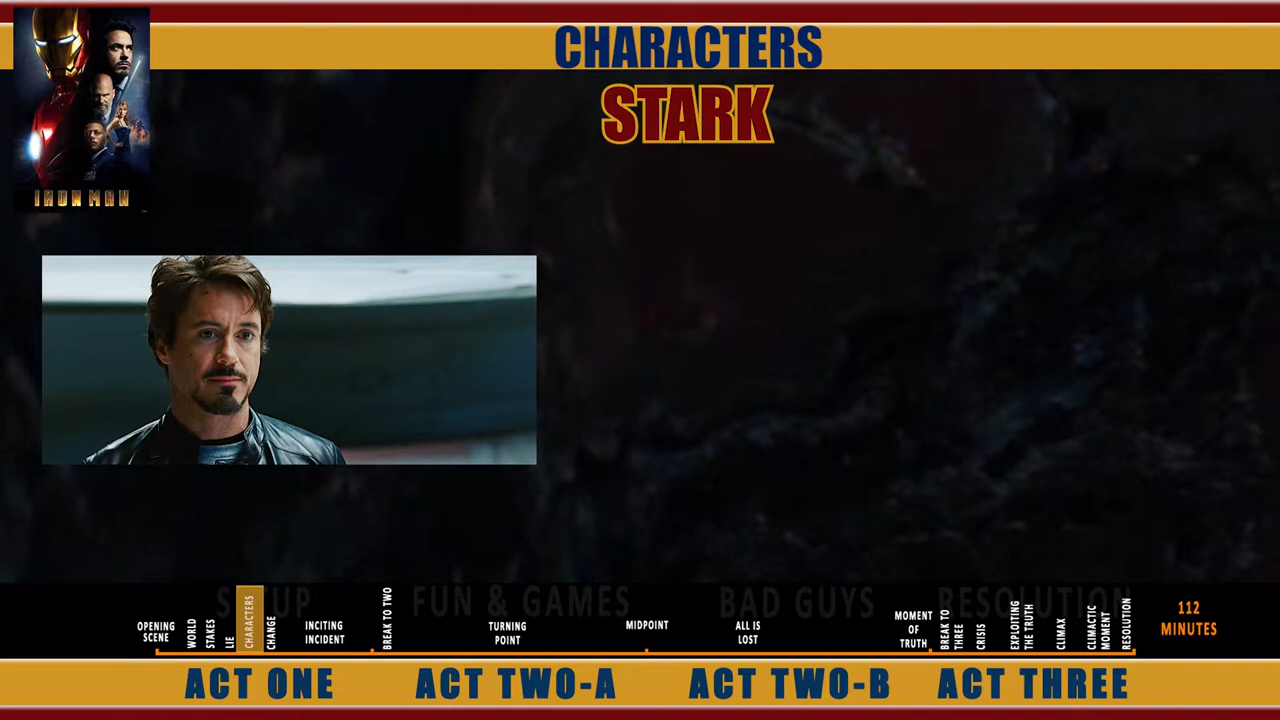 CHARACTERS
STARK
IRON MAN
SETUP
FUN & GAMES
BAD GUYS
RESOLUTION
OPENING
SCENE
WORLD
STAKES
LIE
CHARACTERS
CHANGE
INCITING
INCIDENT
BREAK TO TWO
TURNING
POINT
MIDPOINT
ALL IS
LOST
MOMENT
OF
TRUTH
BREAK TO
THREE
CRISIS
EXPLOITING
THE TRUTH
CLIMAX
CLIMACTIC
MOMENT
RESOLUTION
112
MINUTES
ACT ONE
ACT TWO-A
ACT TWO-B
ACT THREE